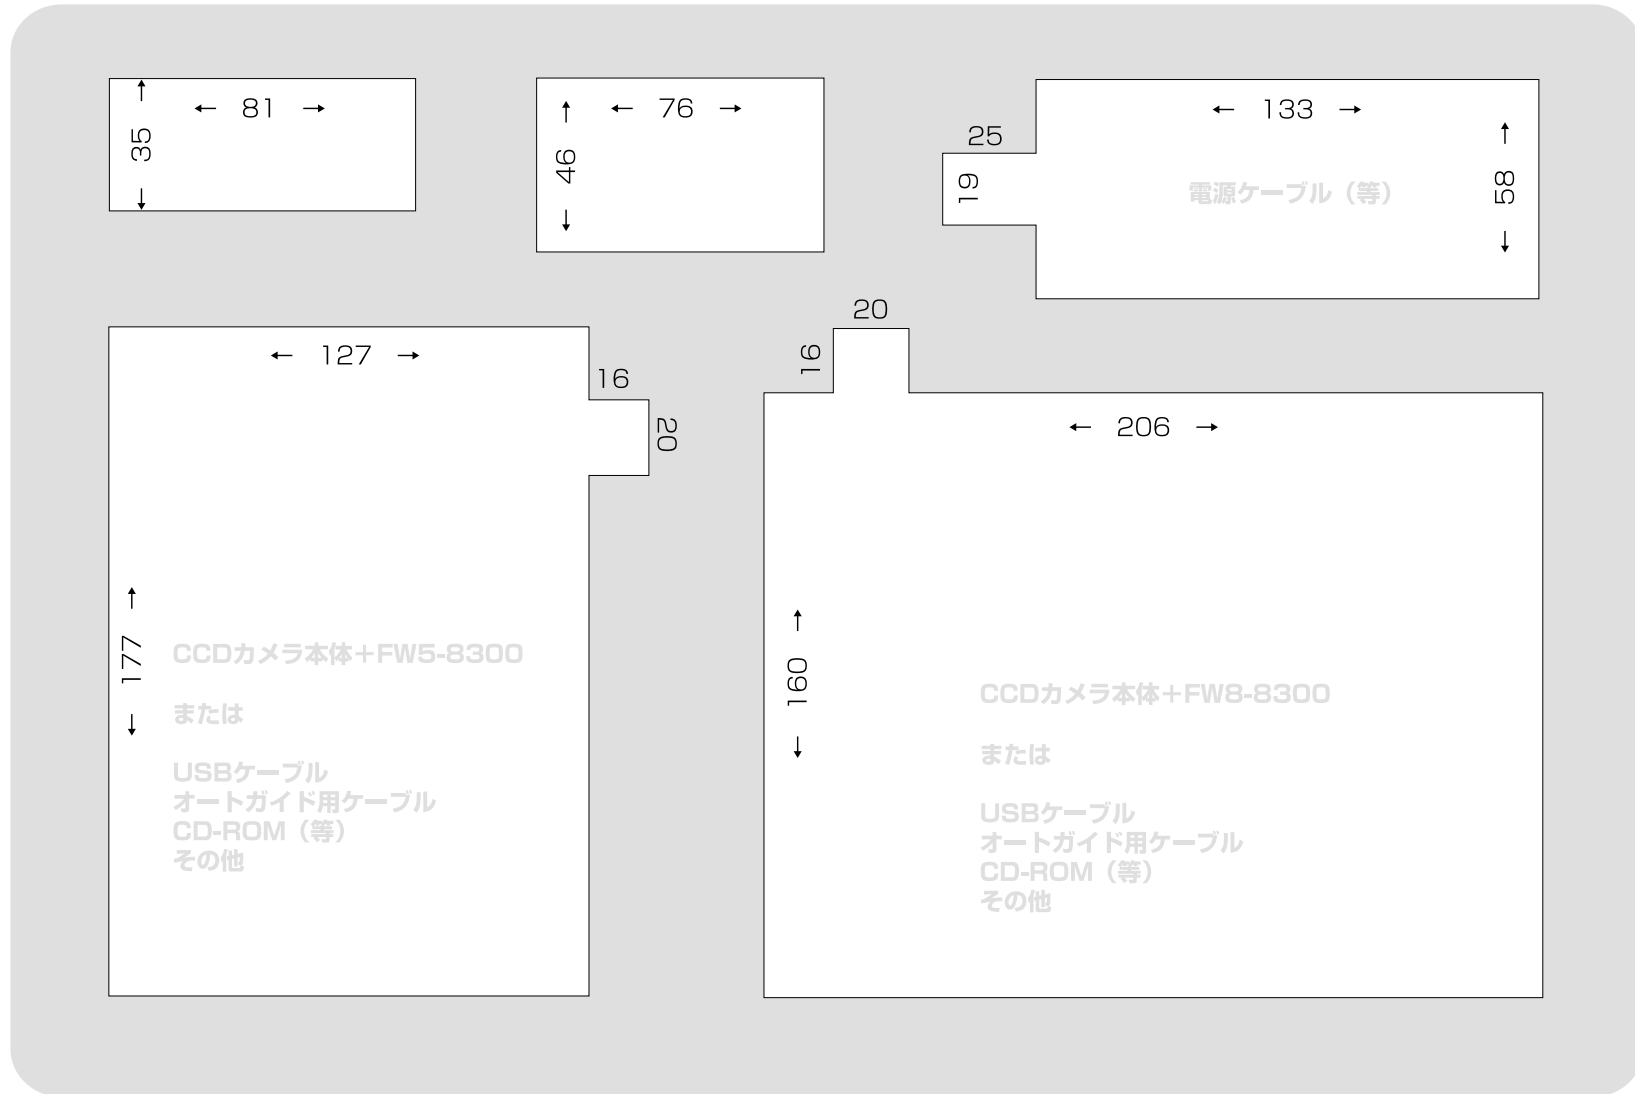 81
35
76
46
133
25
19
58
電源ケーブル（等）
127
16
20
177
CCDカメラ本体＋FW5-8300
または
USBケーブル
オートガイド用ケーブル
CD-ROM（等）
その他
20
16
206
160
CCDカメラ本体＋FW8-8300
または
USBケーブル
オートガイド用ケーブル
CD-ROM（等）
その他